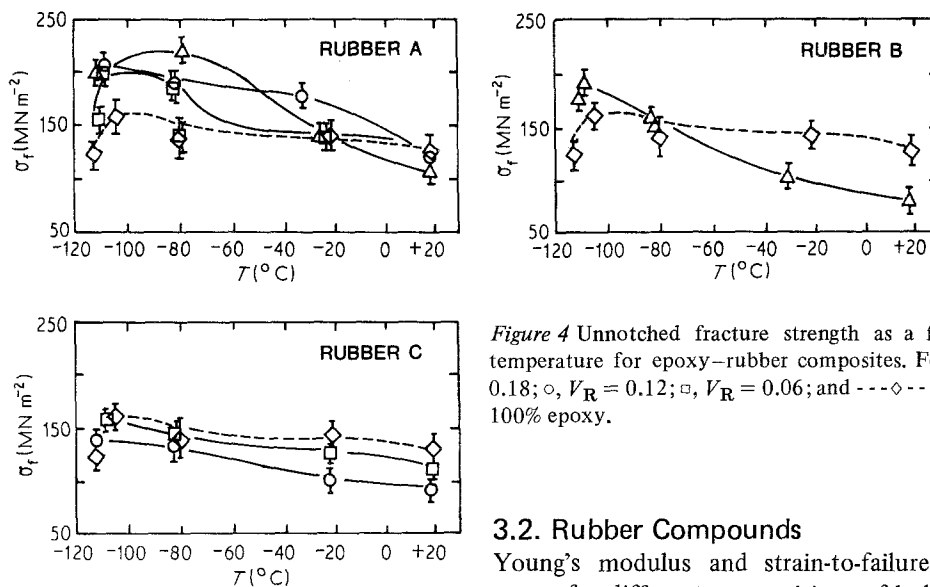 250
150
50
σf (MN m⁻²)
RUBBER A
-120 -100 -80 -60 -40 -20 0 +20
T (°C)
250
150
50
σf (MN m⁻²)
RUBBER B
-120 -100 -80 -60 -40 -20 0 +20
T (°C)
250
150
50
σf (MN m⁻²)
RUBBER C
-120 -100 -80 -60 -40 -20 0 +20
T (°C)
Figure 4 Unnotched fracture strength as a
temperature for epoxy–rubber composites.
0.18; ○, VR = 0.12; □, VR = 0.06; and ---◇--
100% epoxy.
3.2. Rubber Compounds
Young's modulus and strain-to-failure